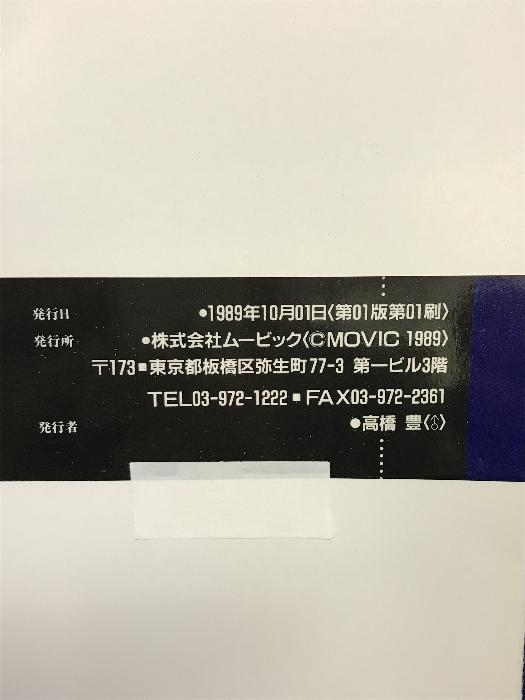 発行日 ●1989年10月01日〈第01版第01刷〉
発行所 ●株式会社ムービック〈©MOVIC 1989〉
〒173■東京都板橋区弥生町77-3 第一ビル3階
TEL03-972-1222■FAX03-972-2361
発行者 ●高橋 豊〈♂〉